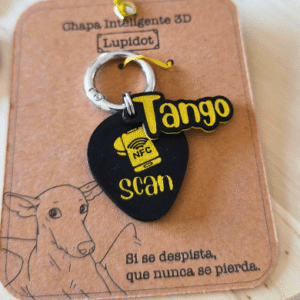 Chapa Inteligente 3D
Lupidot
Tango
NFC
scan
Si se despista,
que nunca se pierda.